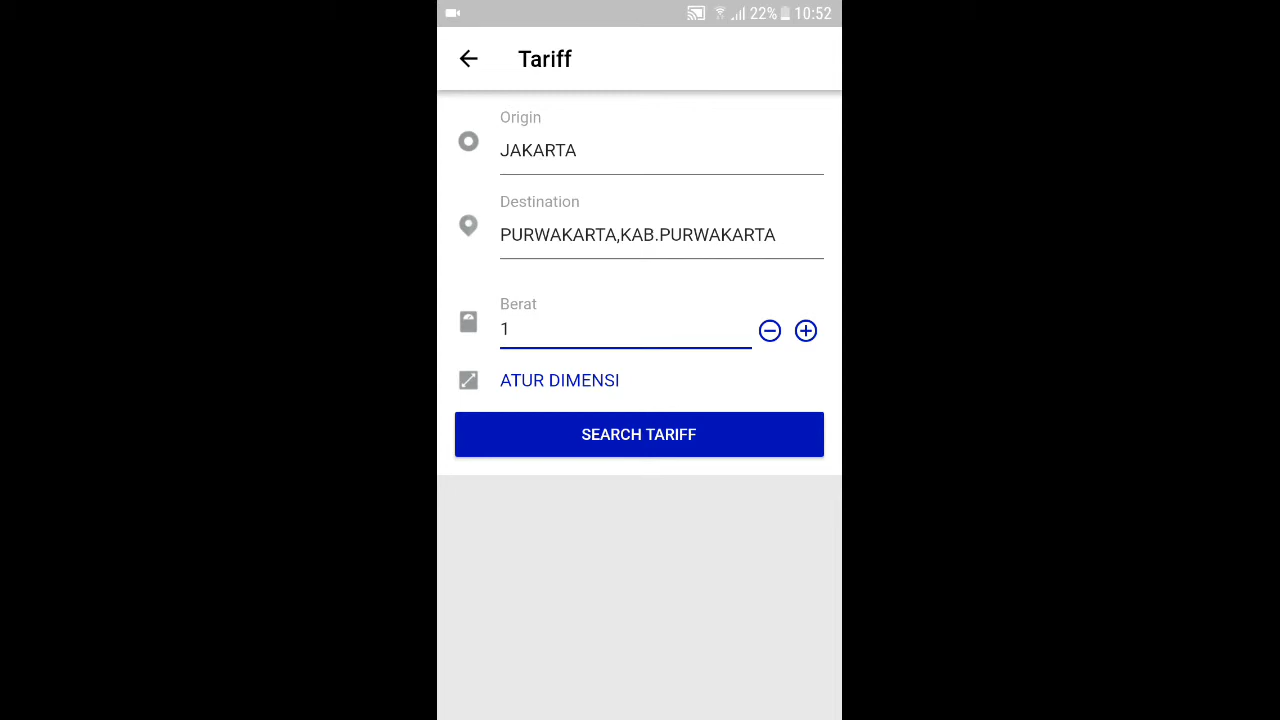 22% 10:52
Tariff
Origin
JAKARTA
Destination
PURWAKARTA,KAB.PURWAKARTA
Berat
1
ATUR DIMENSI
SEARCH TARIFF